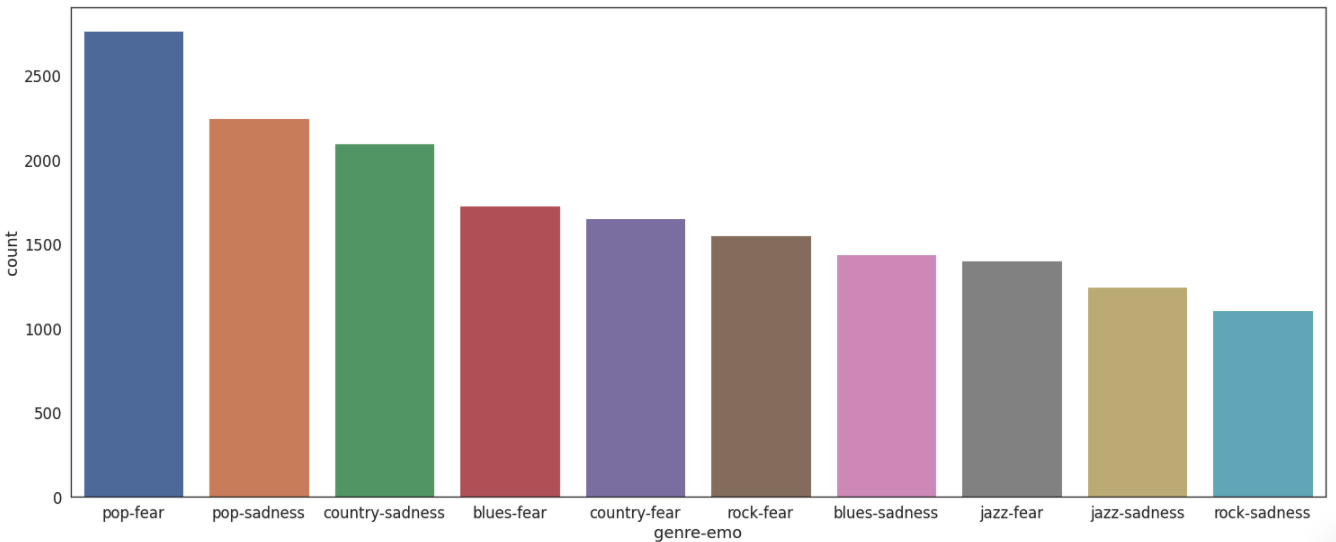 2500
2000
1500
1000
500
0
count
pop-fear pop-sadness country-sadness blues-fear country-fear rock-fear blues-sadness jazz-fear jazz-sadness rock-sadness
genre-emo